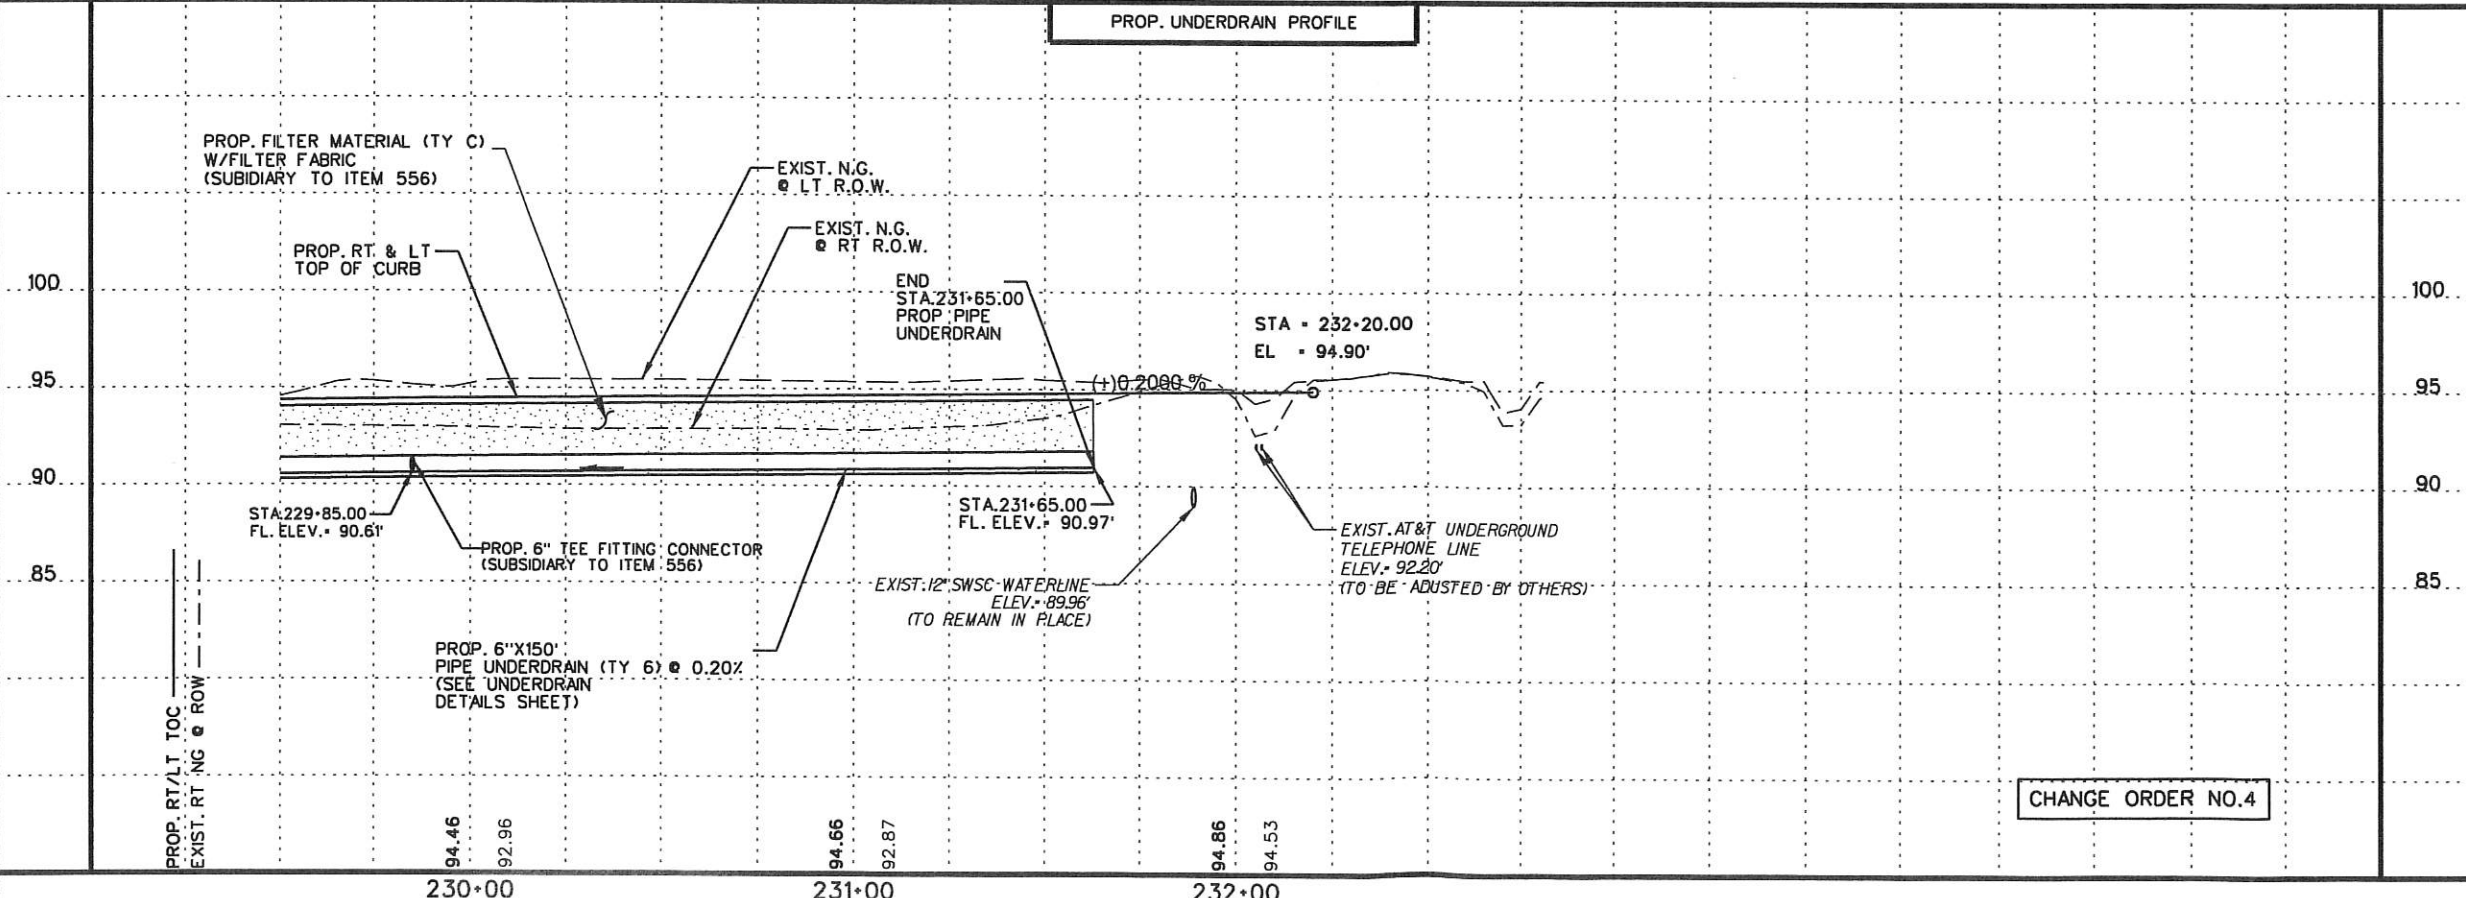 PROP. UNDERDRAIN PROFILE
PROP. FILTER MATERIAL (TY C)
W/FILTER FABRIC
(SUBIDIARY TO ITEM 556)
EXIST. N.G.
@ LT R.O.W.
EXIST. N.G.
@ RT R.O.W.
PROP. RT & LT
TOP OF CURB
END
STA.231+65.00
PROP PIPE
UNDERDRAIN
STA = 232+20.00
EL = 94.90'
(+)0.2000 %
100
95
90
85
100
95
90
85
STA.229+85.00
FL. ELEV.= 90.61'
PROP. 6" TEE FITTING CONNECTOR
(SUBSIDIARY TO ITEM 556)
STA.231+65.00
FL. ELEV.= 90.97'
EXIST. AT&T UNDERGROUND
TELEPHONE LINE
ELEV.= 92.20'
(TO BE ADUSTED BY OTHERS)
EXIST. 12" SWSC WATERLINE
ELEV.= 89.96'
(TO REMAIN IN PLACE)
PROP. 6"X150'
PIPE UNDERDRAIN (TY 6) @ 0.20%
(SEE UNDERDRAIN
DETAILS SHEET)
PROP. RT/LT TOC
EXIST. RT NG @ ROW
94.46
92.96
94.66
92.87
94.86
94.53
CHANGE ORDER NO.4
230+00
231+00
232+00